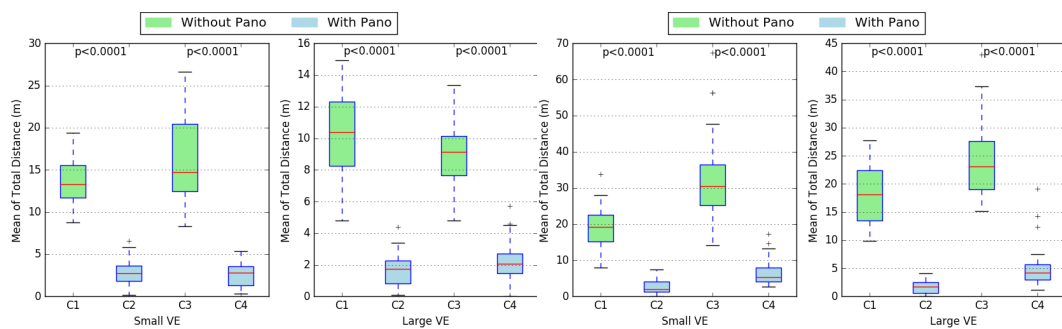 Without Pano With Pano
Without Pano With Pano
Mean of Total Distance (m)
30
25
20
15
10
5
0
p<0.0001 p<0.0001
C1 C2 C3 C4
Small VE
Mean of Total Distance (m)
16
14
12
10
8
6
4
2
0
p<0.0001 p<0.0001
C1 C2 C3 C4
Large VE
Mean of Total Distance (m)
70
60
50
40
30
20
10
0
p<0.0001 p<0.0001
C1 C2 C3 C4
Small VE
Mean of Total Distance (m)
45
40
35
30
25
20
15
10
5
0
p<0.0001 p<0.0001
C1 C2 C3 C4
Large VE